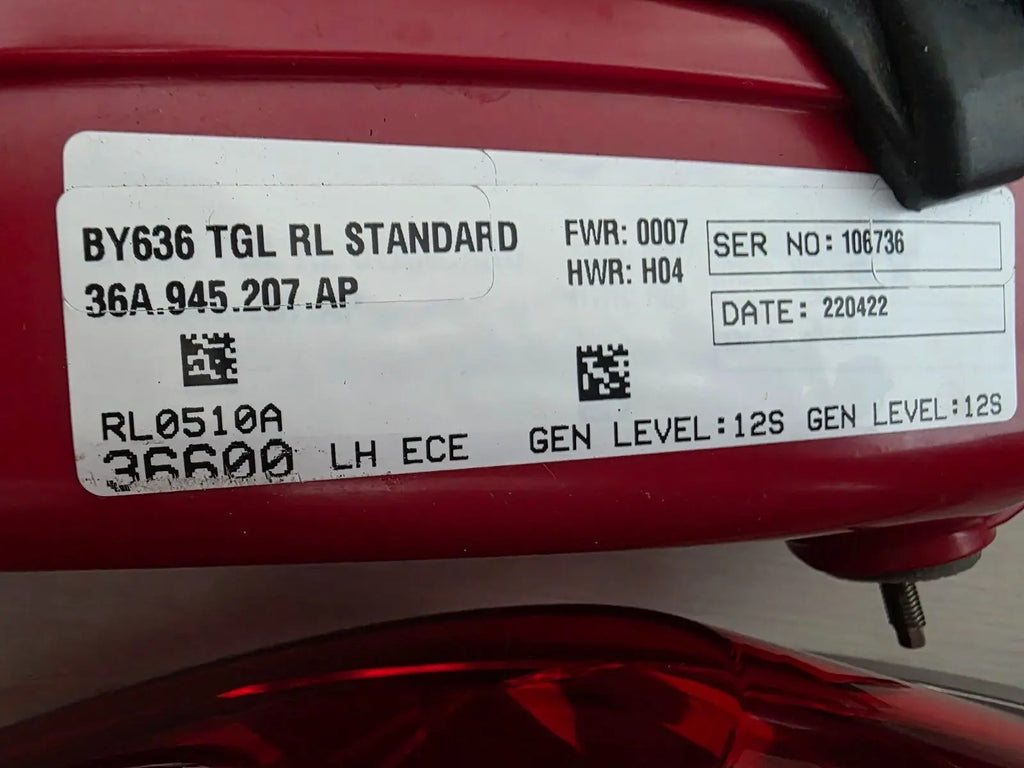 BY636 TGL RL STANDARD
36A.945.207.AP
FWR: 0007
HWR: H04
SER NO: 106736
DATE: 220422
RL0510A
36600 LH ECE
GEN LEVEL:12S GEN LEVEL:12S